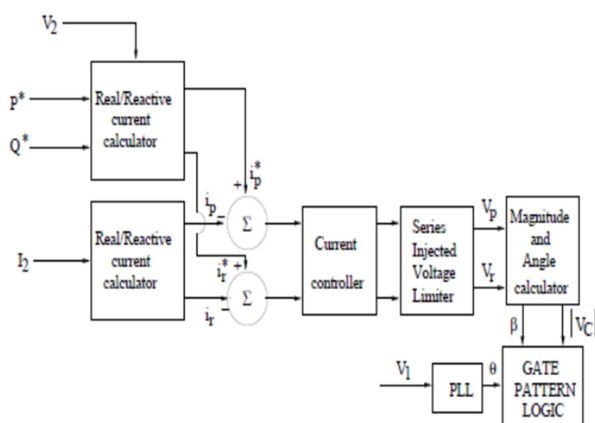 V2
P*
Q*
Real/Reactive
current
calculator
+
ip*
ip
−
Σ
I2
Real/Reactive
current
calculator
ir*
+
ir
−
Σ
Current
controller
Series
Injected
Voltage
Limiter
Vp
Vr
Magnitude
and
Angle
calculator
β
|VC|
V1
PLL
θ
GATE
PATTERN
LOGIC